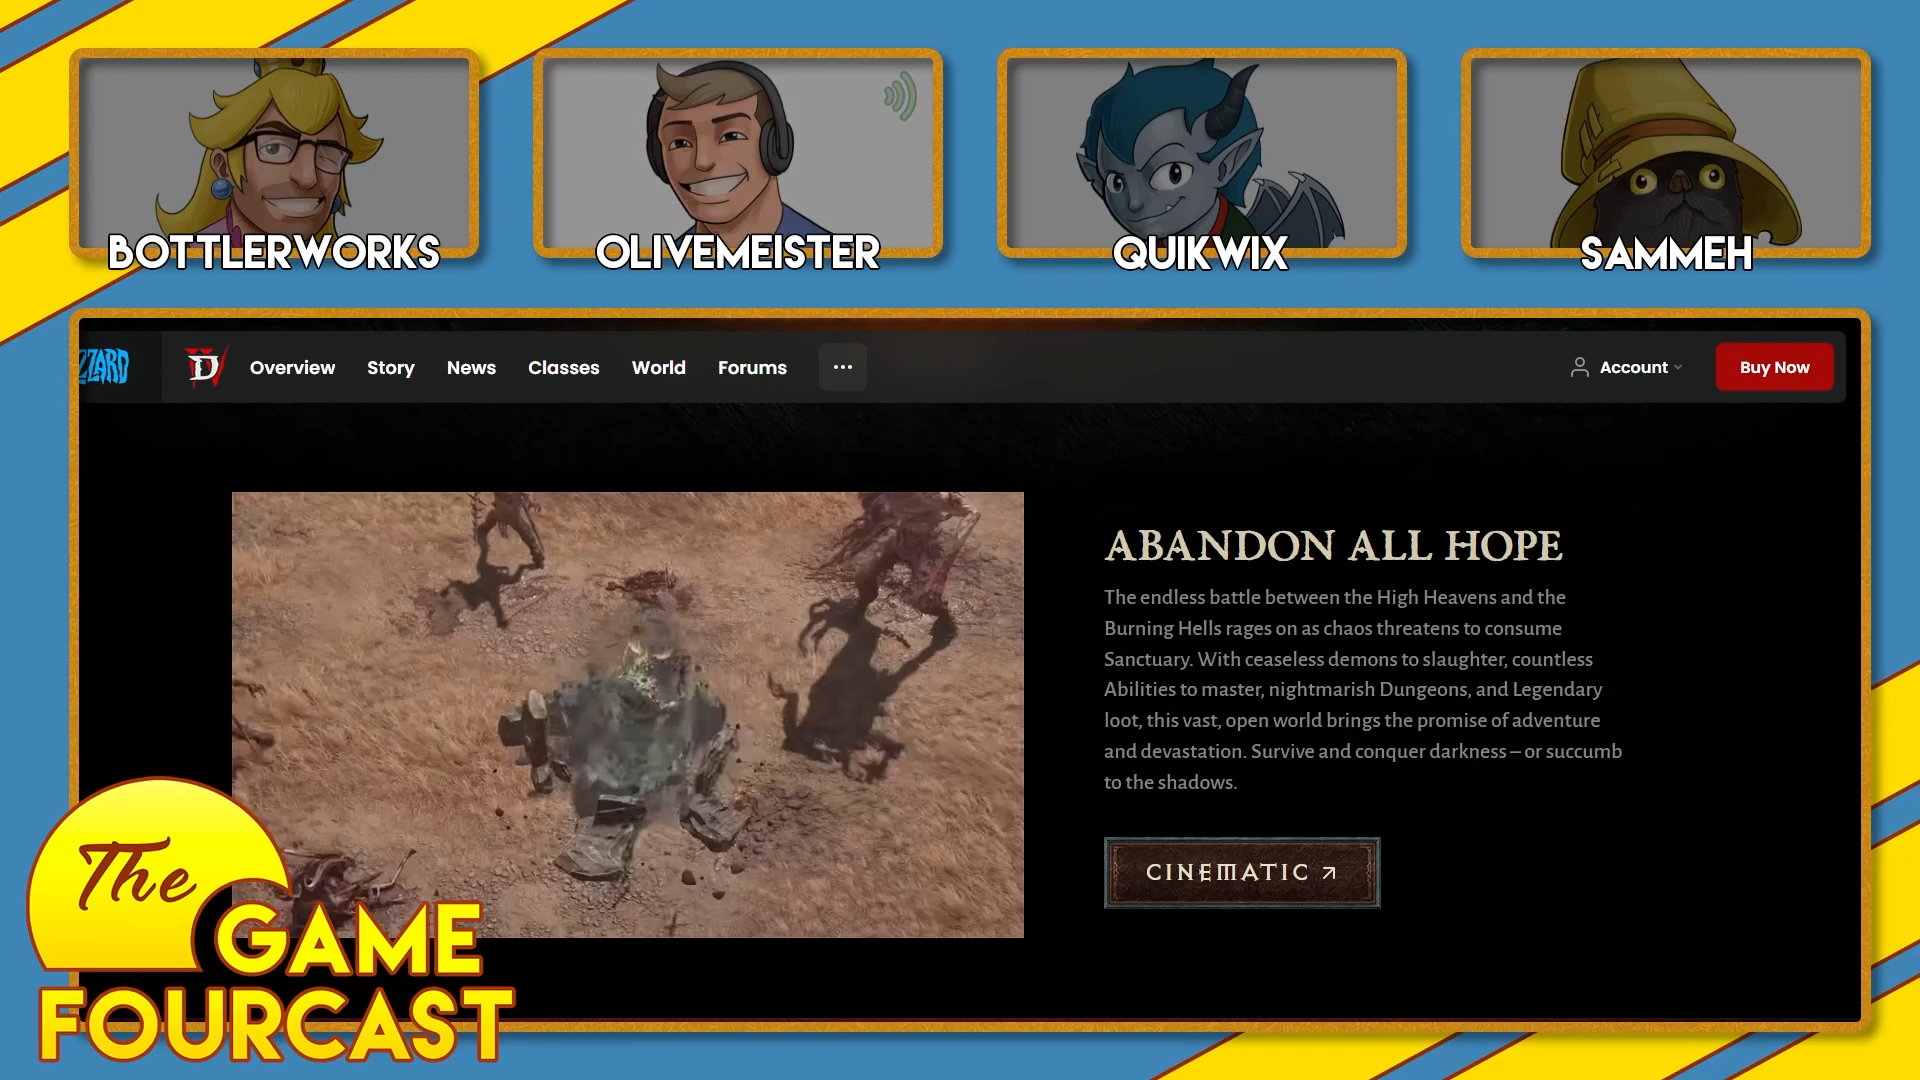 BOTTLERWORKS
OLIVEMEISTER
QUIKWIX
SAMMEH
ZZARD
D
Overview
Story
News
Classes
World
Forums
Account
Buy Now
ABANDON ALL HOPE
The endless battle between the High Heavens and the
Burning Hells rages on as chaos threatens to consume
Sanctuary. With ceaseless demons to slaughter, countless
Abilities to master, nightmarish Dungeons, and Legendary
loot, this vast, open world brings the promise of adventure
and devastation. Survive and conquer darkness – or succumb
to the shadows.
CINEMATIC
The
GAME
FOURCAST